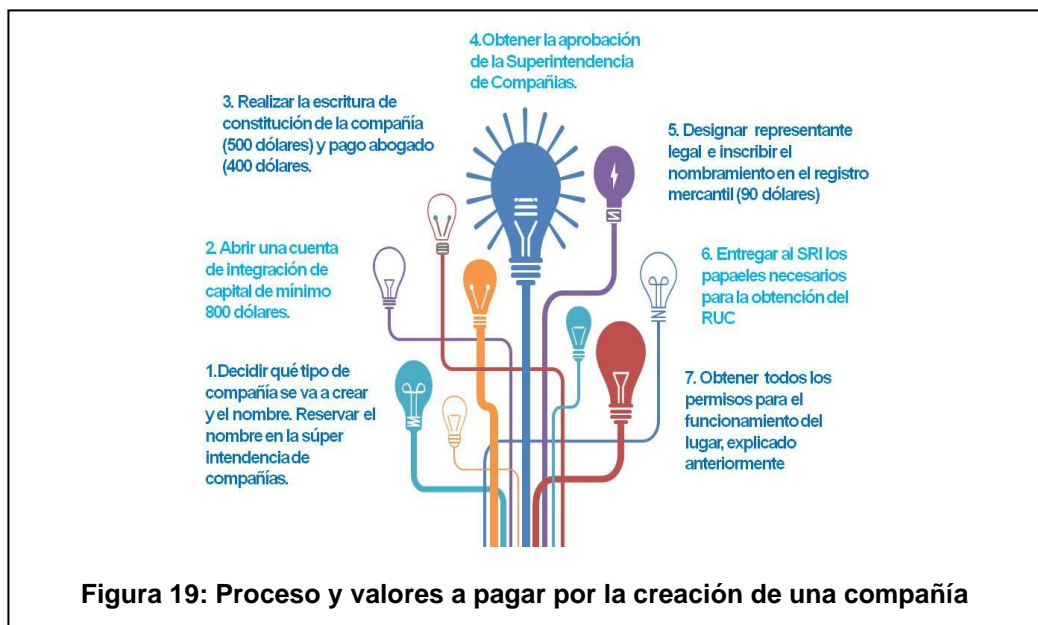 1.Decidir qué tipo de
compañía se va a crear
y el nombre. Reservar el
nombre en la súper
intendencia de
compañías.
2. Abrir una cuenta
de integración de
capital de mínimo
800 dólares.
3. Realizar la escritura de
constitución de la compañía
(500 dólares) y pago abogado
(400 dólares.
4.Obtener la aprobación
de la Superintendencia
de Compañias.
5. Designar representante
legal e inscribir el
nombramiento en el registro
mercantil (90 dólares)
6. Entregar al SRI los
papaeles necesarios
para la obtención del
RUC
7. Obtener todos los
permisos para el
funcionamiento del
lugar, explicado
anteriormente
Figura 19: Proceso y valores a pagar por la creación de una compañía